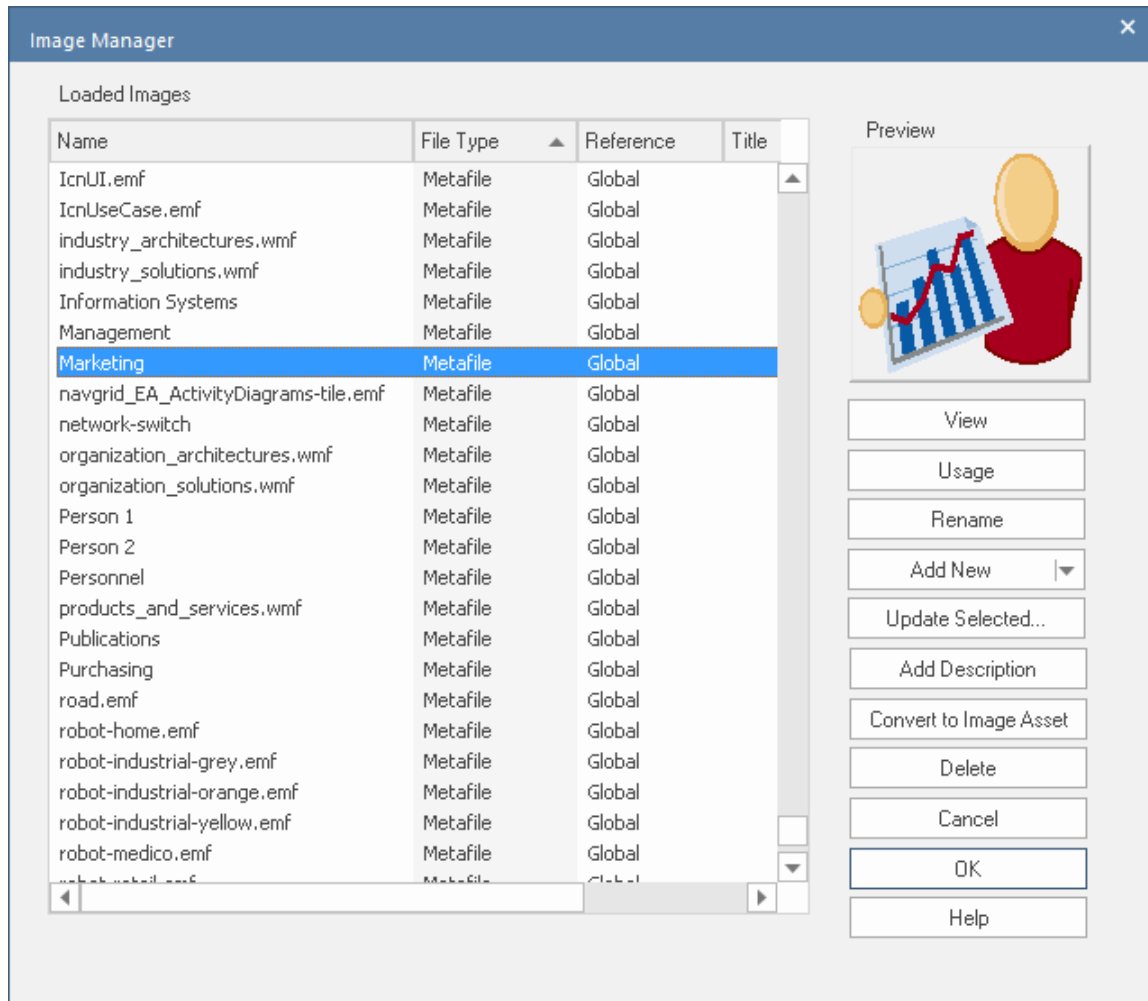 Image Manager
Loaded Images
Name File Type Reference Title
IcnUI.emf Metafile Global
IcnUseCase.emf Metafile Global
industry_architectures.wmf Metafile Global
industry_solutions.wmf Metafile Global
Information Systems Metafile Global
Management Metafile Global
Marketing Metafile Global
navgrid_EA_ActivityDiagrams-tile.emf Metafile Global
network-switch Metafile Global
organization_architectures.wmf Metafile Global
organization_solutions.wmf Metafile Global
Person 1 Metafile Global
Person 2 Metafile Global
Personnel Metafile Global
products_and_services.wmf Metafile Global
Publications Metafile Global
Purchasing Metafile Global
road.emf Metafile Global
robot-home.emf Metafile Global
robot-industrial-grey.emf Metafile Global
robot-industrial-orange.emf Metafile Global
robot-industrial-yellow.emf Metafile Global
robot-medico.emf Metafile Global
Preview
View
Usage
Rename
Add New
Update Selected...
Add Description
Convert to Image Asset
Delete
Cancel
OK
Help